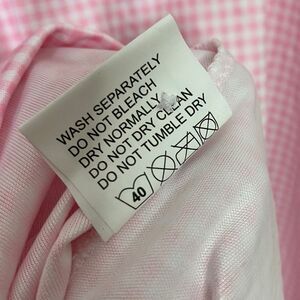 WASH SEPARATELY
DO NOT BLEACH
DRY NORMALLY
DO NOT DRY CLEAN
DO NOT TUMBLE DRY
40